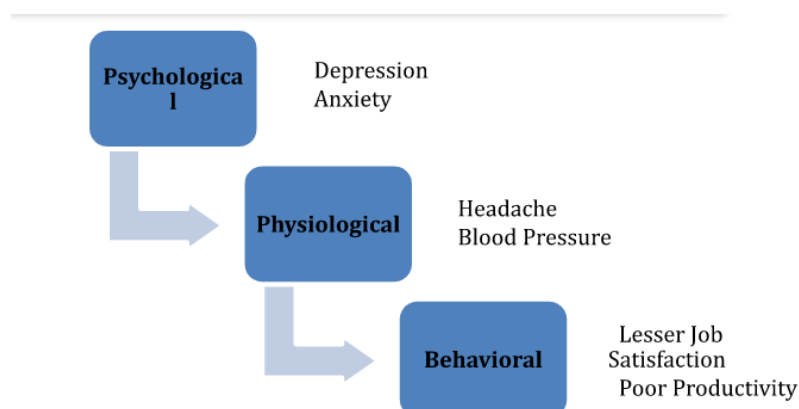 Psychologica
l
Depression
Anxiety
Physiological
Headache
Blood Pressure
Behavioral
Lesser Job
Satisfaction
Poor Productivity